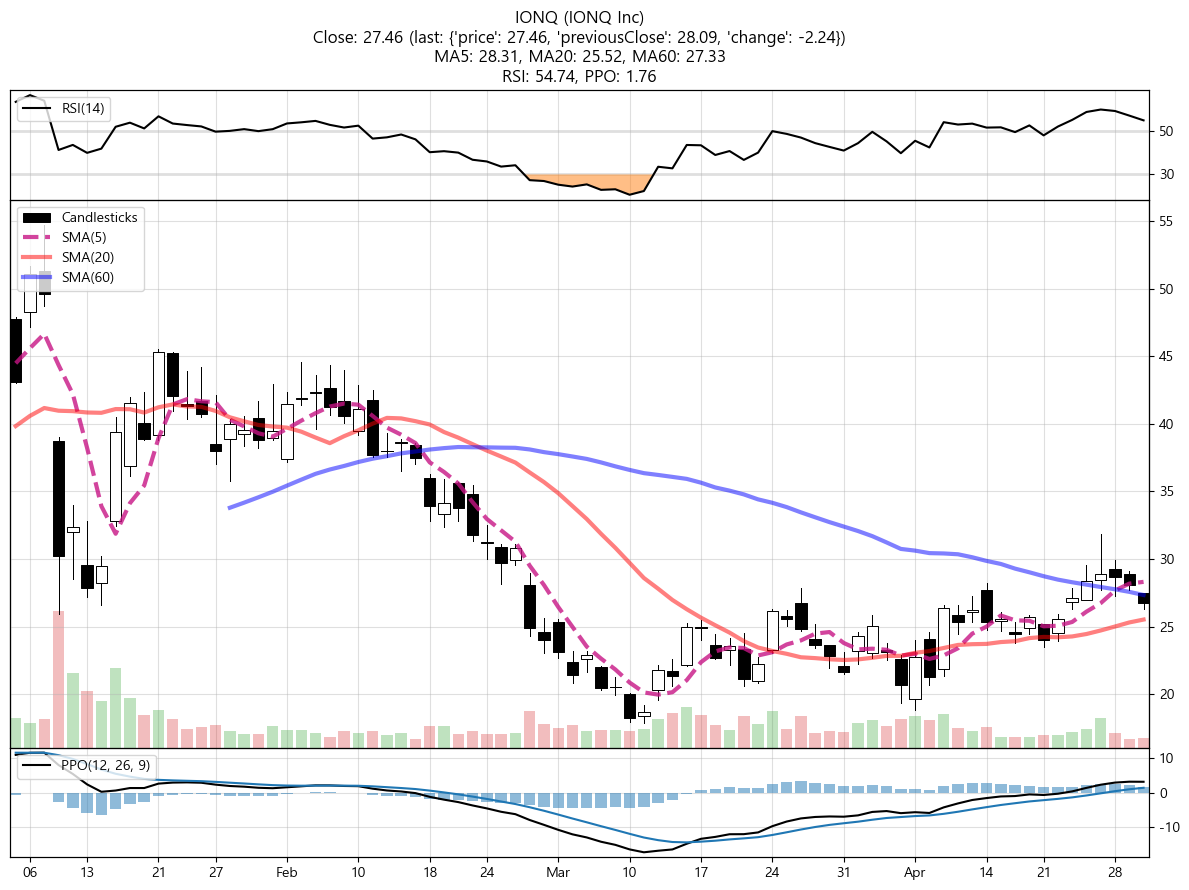 IONQ (IONQ Inc)
Close: 27.46 (last: {'price': 27.46, 'previousClose': 28.09, 'change': -2.24})
MA5: 28.31, MA20: 25.52, MA60: 27.33
RSI: 54.74, PPO: 1.76
RSI(14)
50
30
Candlesticks
SMA(5)
SMA(20)
SMA(60)
55
50
45
40
35
30
25
20
PPO(12, 26, 9)
10
0
-10
06 13 21 27 Feb 10 18 24 Mar 10 17 24 31 Apr 14 21 28